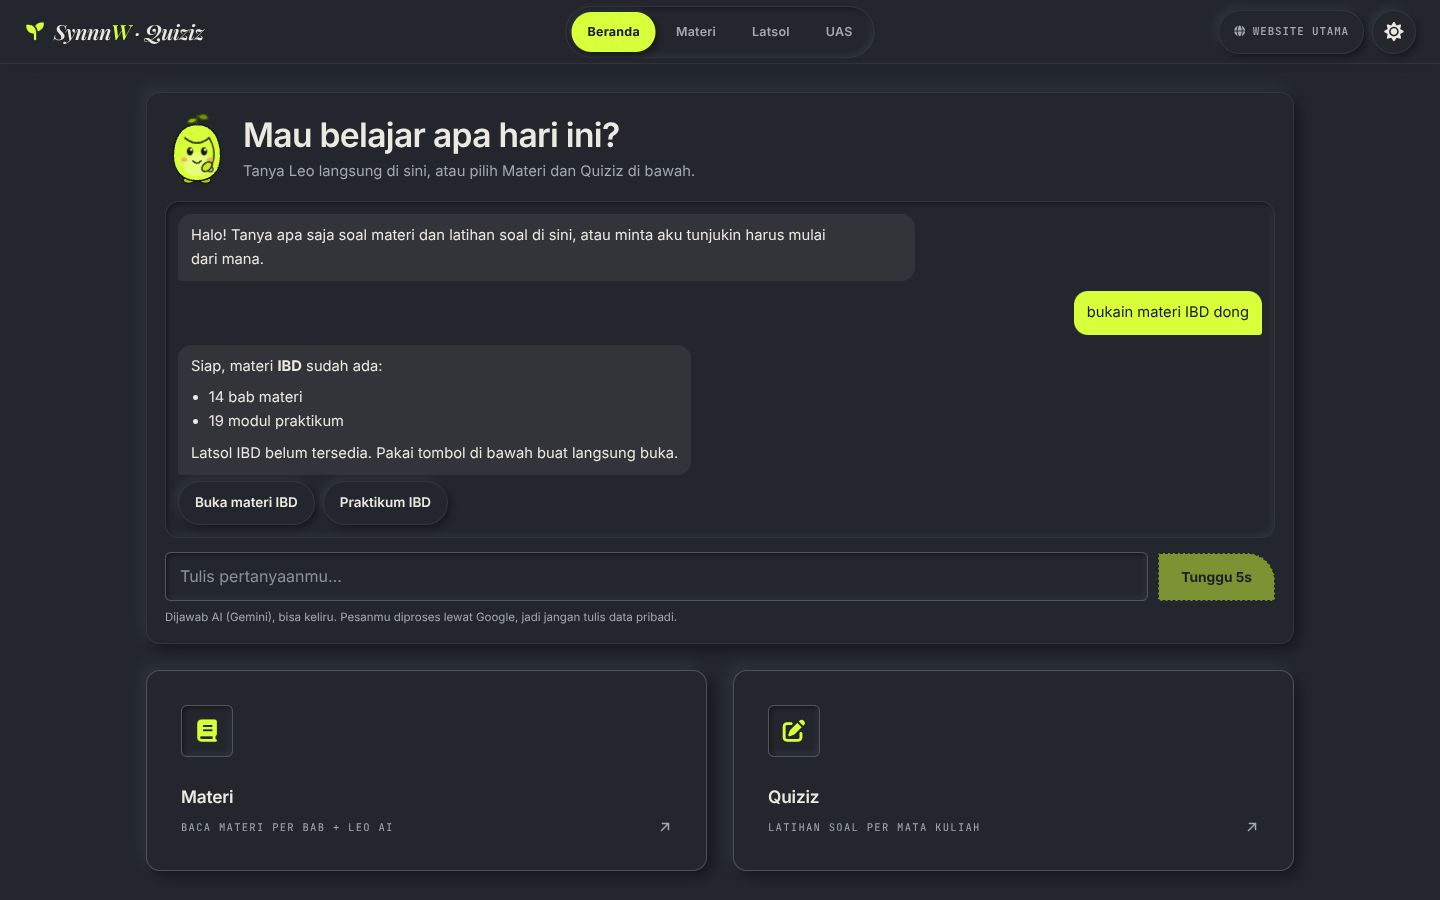 SynnnW · Quiziz
Beranda
Materi
Latsol
UAS
WEBSITE UTAMA
Mau belajar apa hari ini?
Tanya Leo langsung di sini, atau pilih Materi dan Quiziz di bawah.
Halo! Tanya apa saja soal materi dan latihan soal di sini, atau minta aku tunjukin harus mulai
dari mana.
bukain materi IBD dong
Siap, materi IBD sudah ada:
• 14 bab materi
• 19 modul praktikum
Latsol IBD belum tersedia. Pakai tombol di bawah buat langsung buka.
Buka materi IBD
Praktikum IBD
Tulis pertanyaanmu...
Tunggu 5s
Dijawab AI (Gemini), bisa keliru. Pesanmu diproses lewat Google, jadi jangan tulis data pribadi.
Materi
BACA MATERI PER BAB + LEO AI
Quiziz
LATIHAN SOAL PER MATA KULIAH